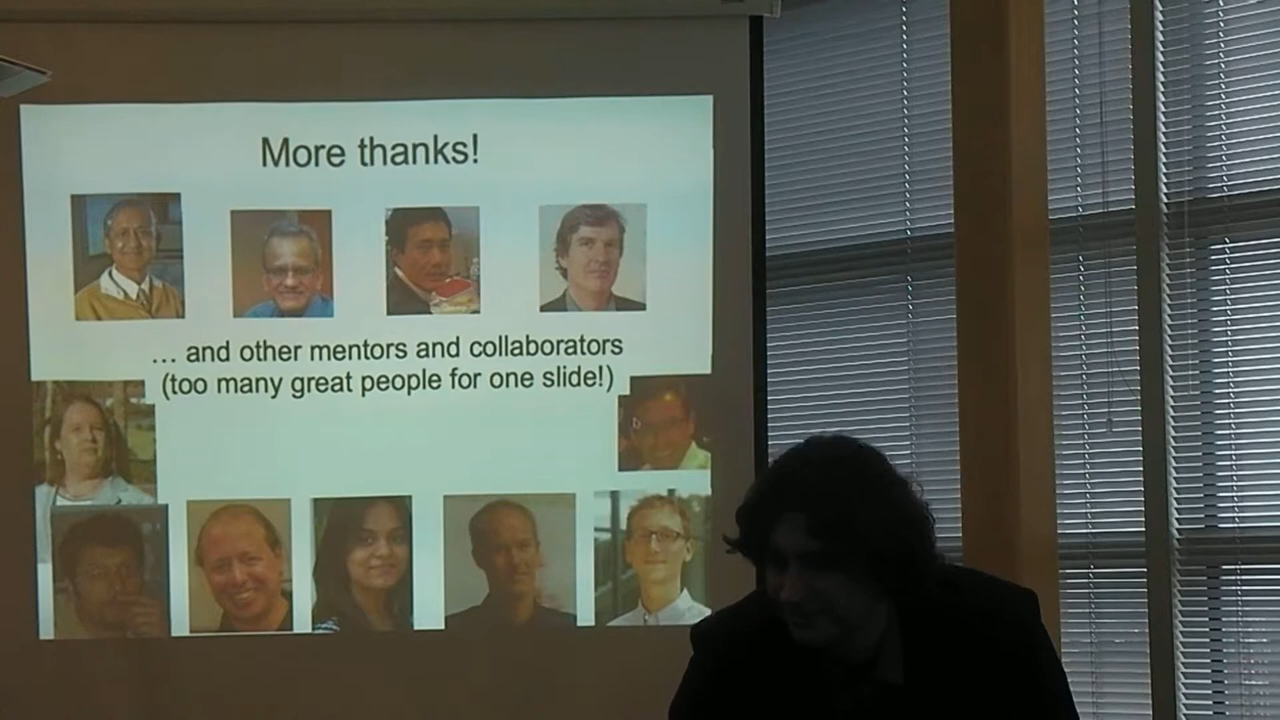 More thanks!
... and other mentors and collaborators
(too many great people for one slide!)